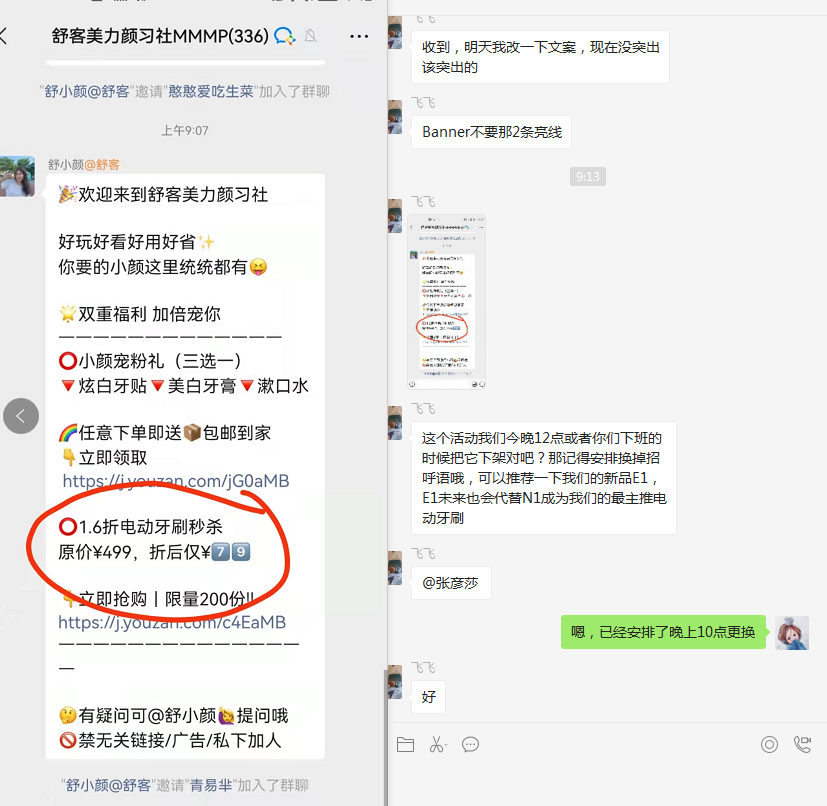 舒客美力颜习社MMMP(336)
"舒小颜@舒客"邀请"憨憨爱吃生菜"加入了群聊
上午9:07
舒小颜@舒客
🎉欢迎来到舒客美力颜习社
好玩好看好用好省✨
你要的小颜这里统统都有😝
🌟双重福利 加倍宠你
—————————————
⭕小颜宠粉礼（三选一）
🔻炫白牙贴🔻美白牙膏🔻漱口水
🌈任意下单即送📦包邮到家
👇立即领取
https://j.youzan.com/jG0aMB
⭕1.6折电动牙刷秒杀
原价¥499，折后仅¥7️⃣9️⃣
👇立即抢购丨限量200份!!
https://j.youzan.com/c4EaMB
——————————————
—
🤔有疑问可@舒小颜🙋提问哦
🚫禁无关链接/广告/私下加人
"舒小颜@舒客"邀请"青易芈"加入了群聊
飞飞
收到，明天我改一下文案，现在没突出
该突出的
飞飞
Banner不要那2条亮线
9:13
飞飞
飞飞
这个活动我们今晚12点或者你们下班的
时候把它下架对吧？那记得安排换掉招
呼语哦，可以推荐一下我们的新品E1，
E1未来也会代替N1成为我们的最主推电
动牙刷
飞飞
@张彦莎
嗯，已经安排了晚上10点更换
飞飞
好